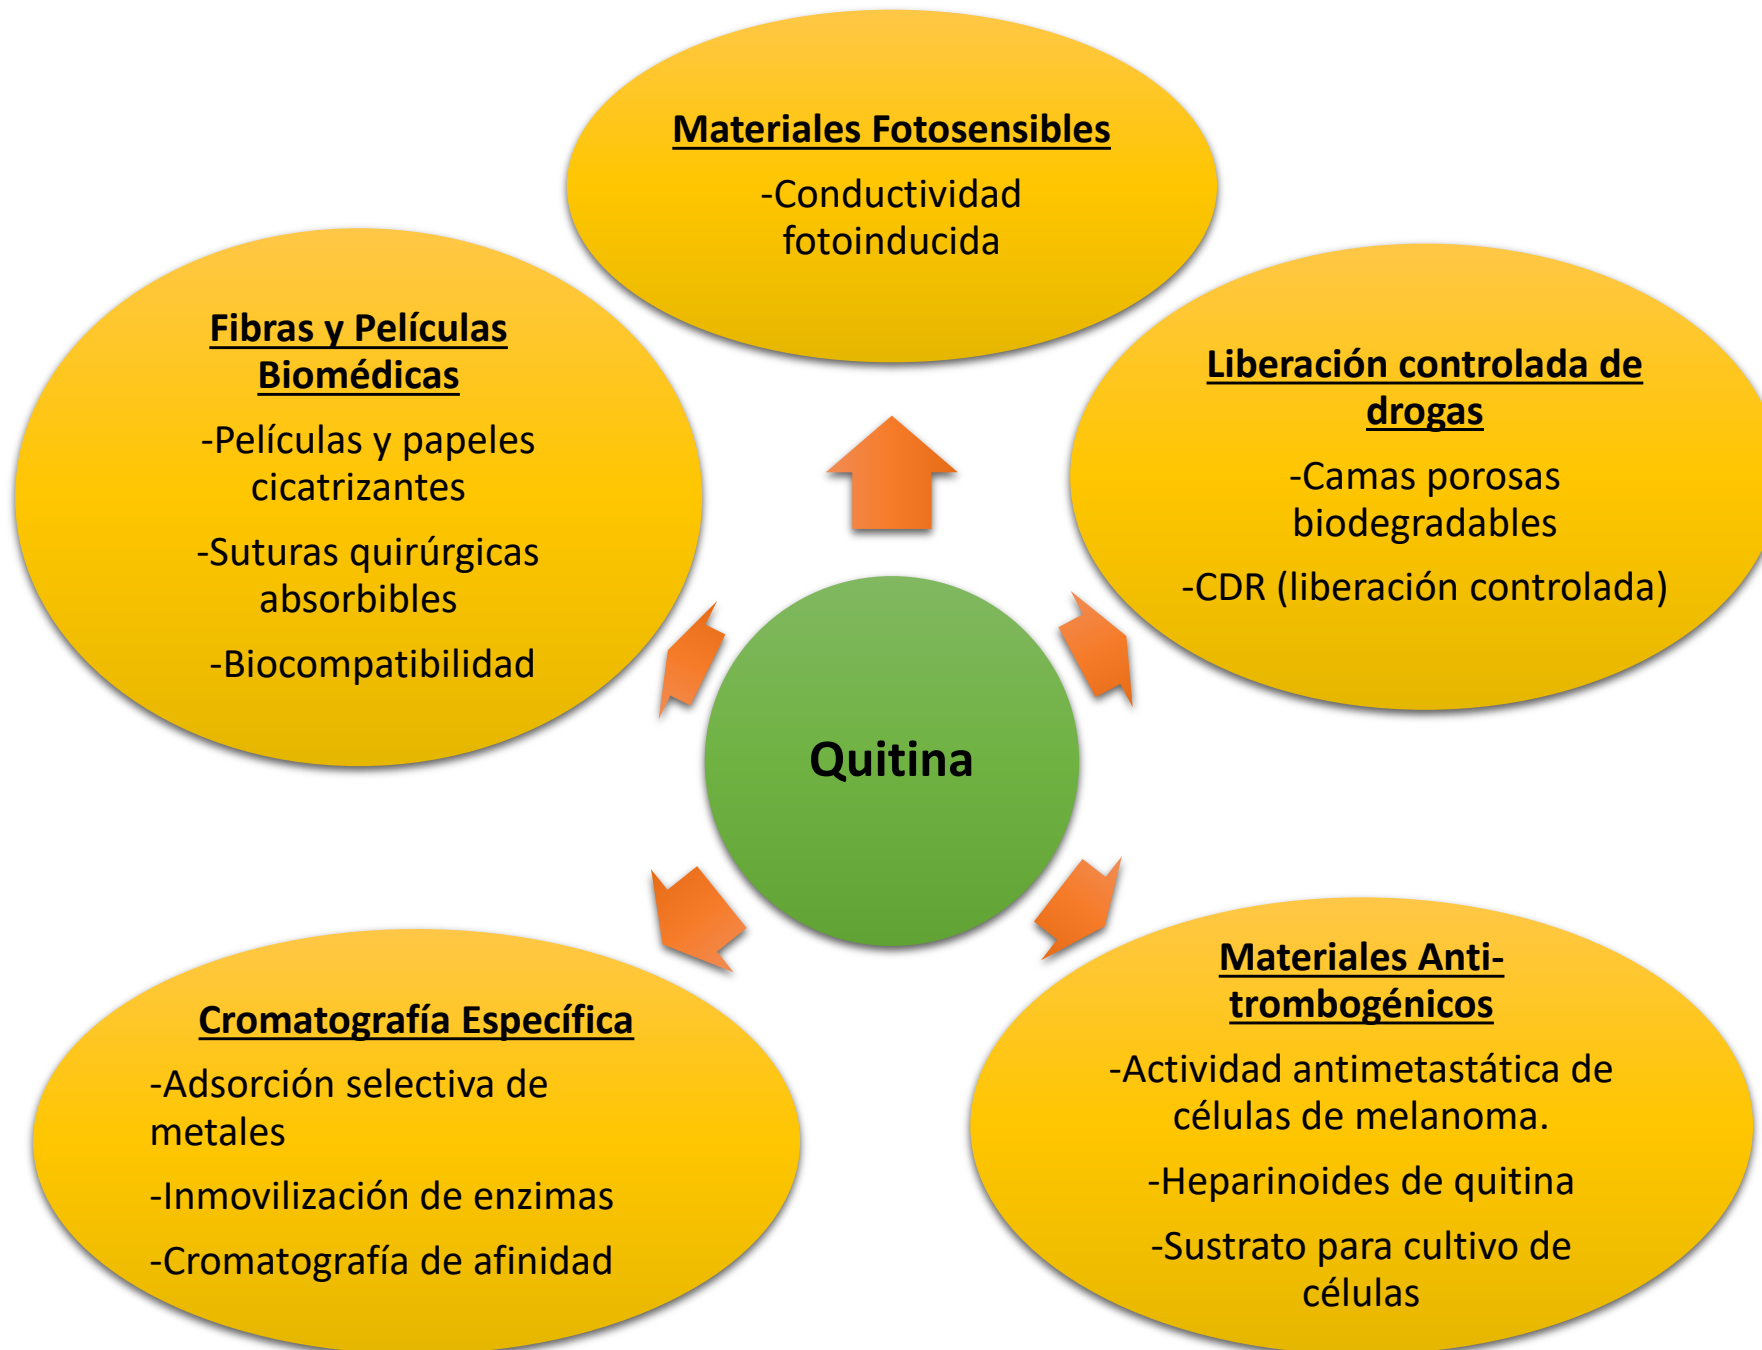 Materiales Fotosensibles
-Conductividad
fotoinducida
Fibras y Películas
Biomédicas
-Películas y papeles
cicatrizantes
-Suturas quirúrgicas
absorbibles
-Biocompatibilidad
Liberación controlada de
drogas
-Camas porosas
biodegradables
-CDR (liberación controlada)
Quitina
Cromatografía Específica
-Adsorción selectiva de
metales
-Inmovilización de enzimas
-Cromatografía de afinidad
Materiales Anti-
trombogénicos
-Actividad antimetastática de
células de melanoma.
-Heparinoides de quitina
-Sustrato para cultivo de
células